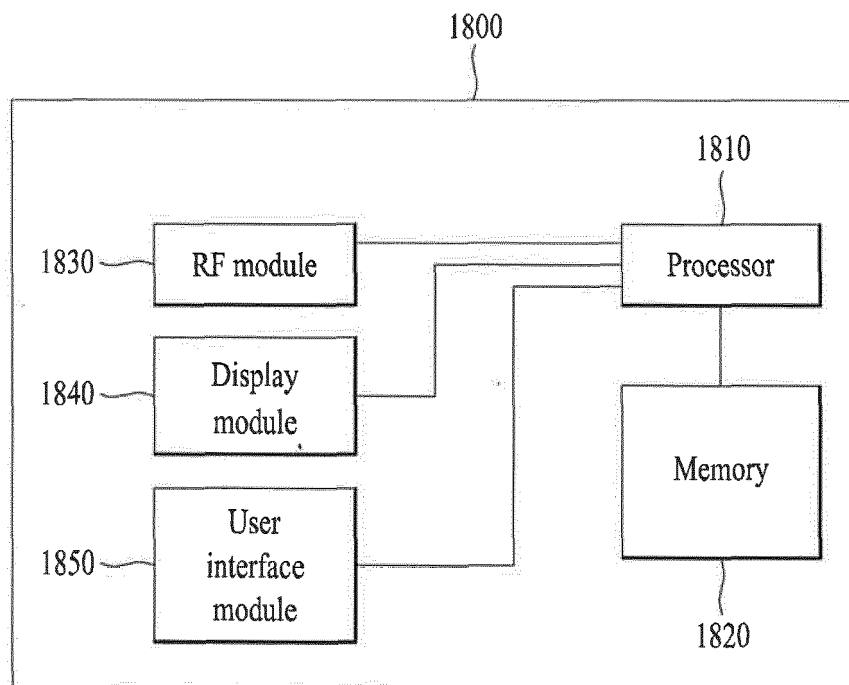 1800
1810
1830
RF module
Processor
1840
Display
module
Memory
1850
User
interface
module
1820